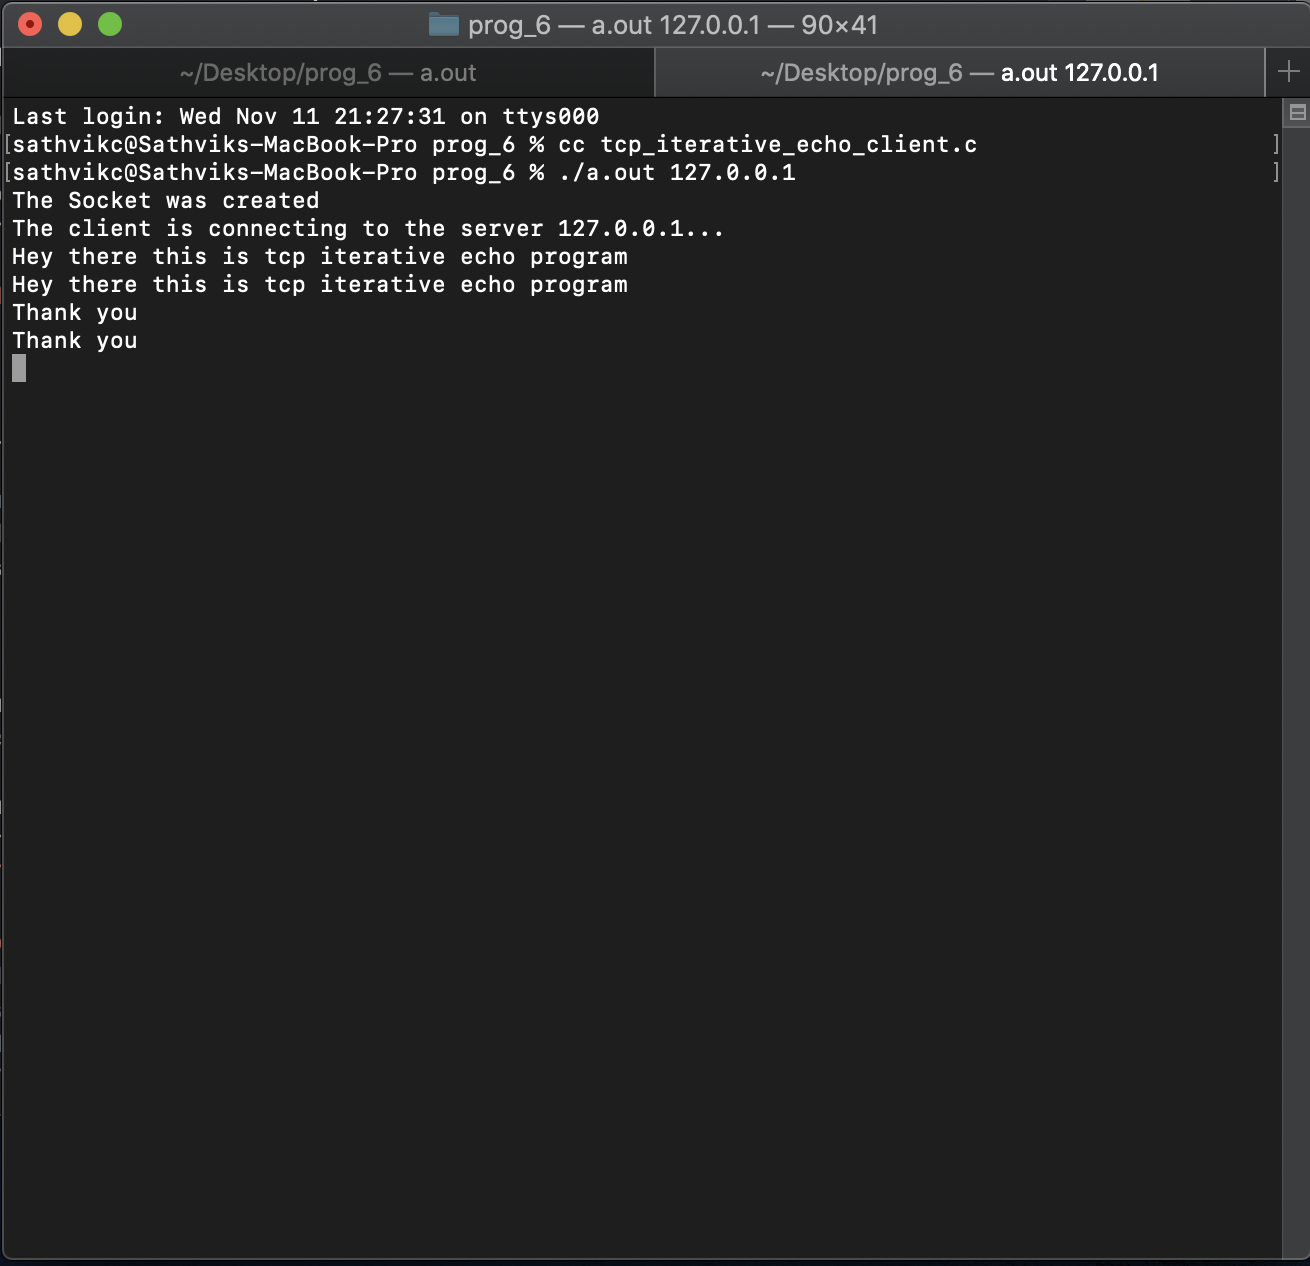 prog_6 — a.out 127.0.0.1 — 90×41
~/Desktop/prog_6 — a.out
~/Desktop/prog_6 — a.out 127.0.0.1
Last login: Wed Nov 11 21:27:31 on ttys000
[sathvikc@Sathviks-MacBook-Pro prog_6 % cc tcp_iterative_echo_client.c ]
[sathvikc@Sathviks-MacBook-Pro prog_6 % ./a.out 127.0.0.1 ]
The Socket was created
The client is connecting to the server 127.0.0.1...
Hey there this is tcp iterative echo program
Hey there this is tcp iterative echo program
Thank you
Thank you